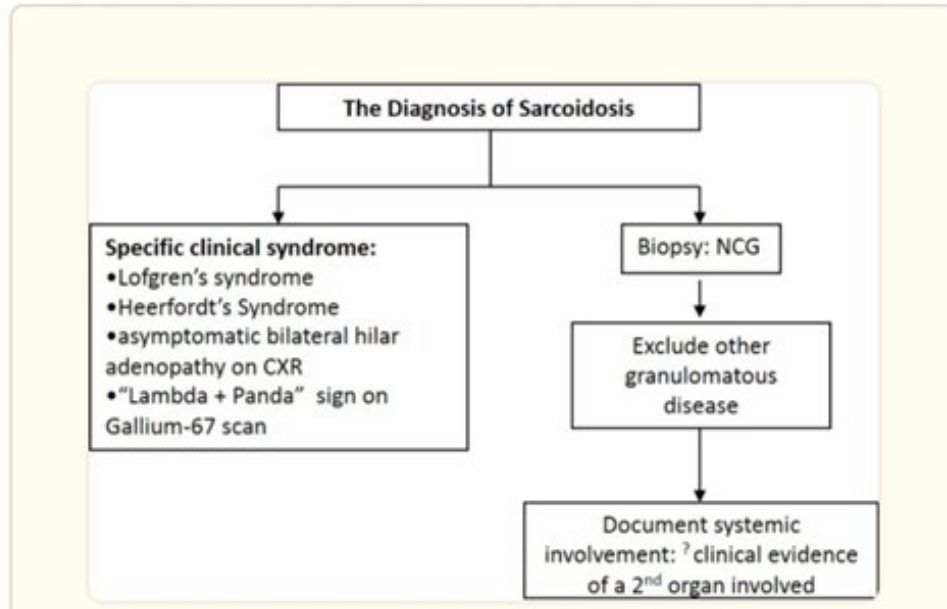 The Diagnosis of Sarcoidosis
Specific clinical syndrome:
•Lofgren's syndrome
•Heerfordt's Syndrome
•asymptomatic bilateral hilar
adenopathy on CXR
•"Lambda + Panda" sign on
Gallium-67 scan
Biopsy: NCG
Exclude other
granulomatous
disease
Document systemic
involvement: ? clinical evidence
of a 2nd organ involved